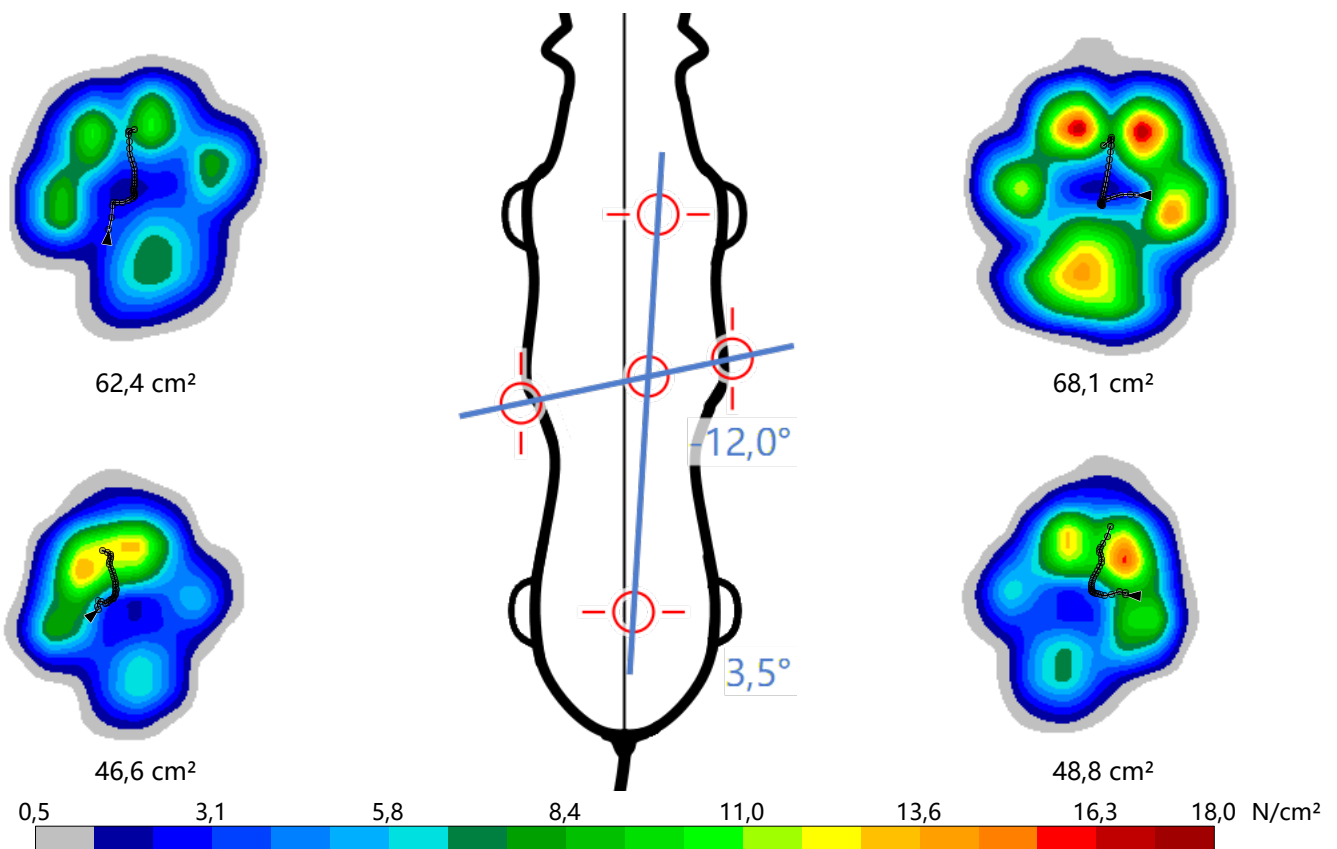 62,4 cm²
68,1 cm²
-12,0°
3,5°
46,6 cm²
48,8 cm²
0,5 3,1 5,8 8,4 11,0 13,6 16,3 18,0 N/cm²